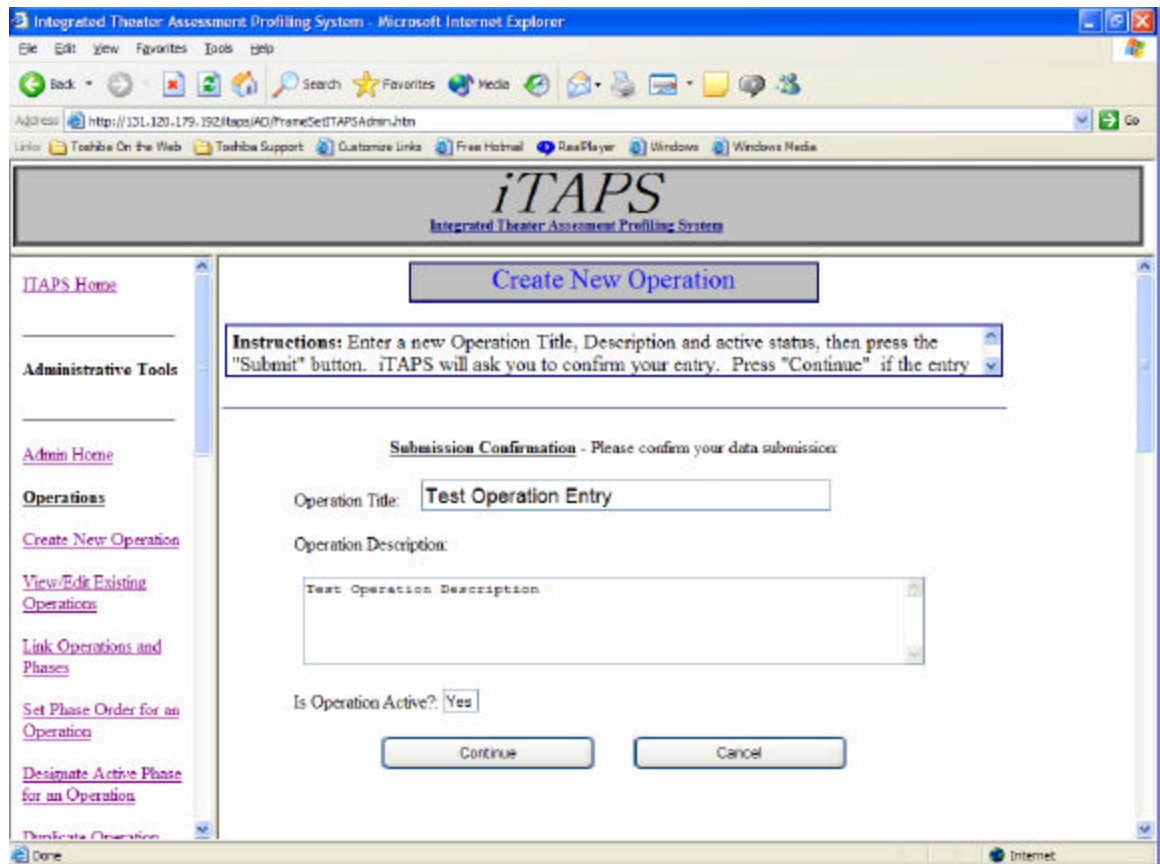 Integrated Theater Assessment Profiling System - Microsoft Internet Explorer
File Edit View Favorites Tools Help
Back Search Favorites Media
Address http://131.120.179.192/itaps/AO/FrameSetITAPSAdmin.htm Go
Links Toshiba On the Web Toshiba Support Customize Links Free Hotmail RealPlayer Windows Windows Media
iTAPS
Integrated Theater Assessment Profiling System
ITAPS Home
Administrative Tools
Admin Home
Operations
Create New Operation
View/Edit Existing
Operations
Link Operations and
Phases
Set Phase Order for an
Operation
Designate Active Phase
for an Operation
Duplicate Operation
Create New Operation
Instructions: Enter a new Operation Title, Description and active status, then press the
"Submit" button. iTAPS will ask you to confirm your entry. Press "Continue" if the entry
Submission Confirmation - Please confirm your data submission:
Operation Title: Test Operation Entry
Operation Description:
Test Operation Description
Is Operation Active?: Yes
Continue Cancel
Done Internet